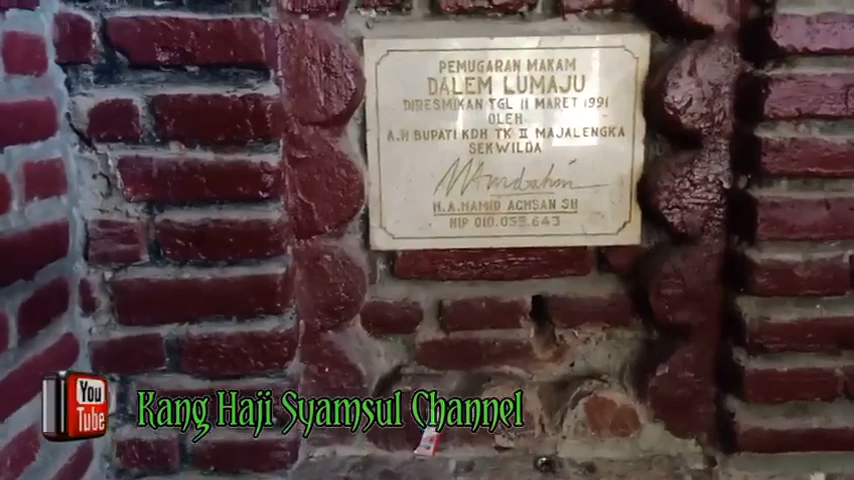 PEMUGARAN MAKAM
DALEM LUMAJU
DIRESMIKAN TGL 11 MARET 1991
OLEH
A.N BUPATI KDH TK II MAJALENGKA
SEKWILDA
H.A.HAMID ACHSAN SH
NIP 010.055.643
You
Tube
Kang Haji Syamsul Channel